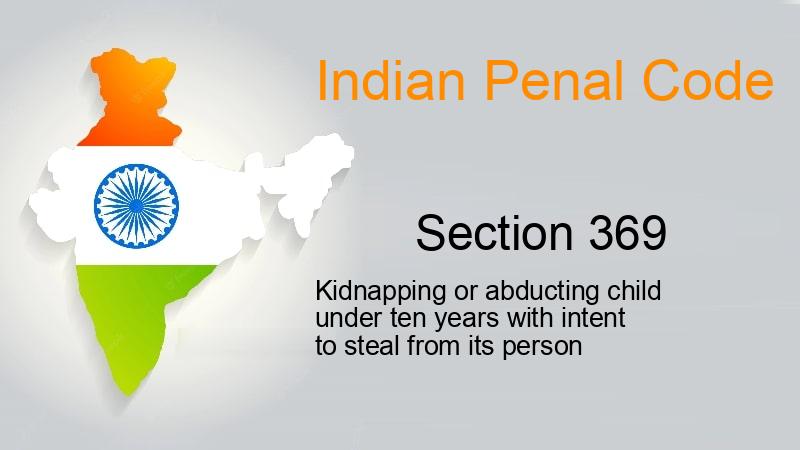 Indian Penal Code
Section 369
Kidnapping or abducting child
under ten years with intent
to steal from its person